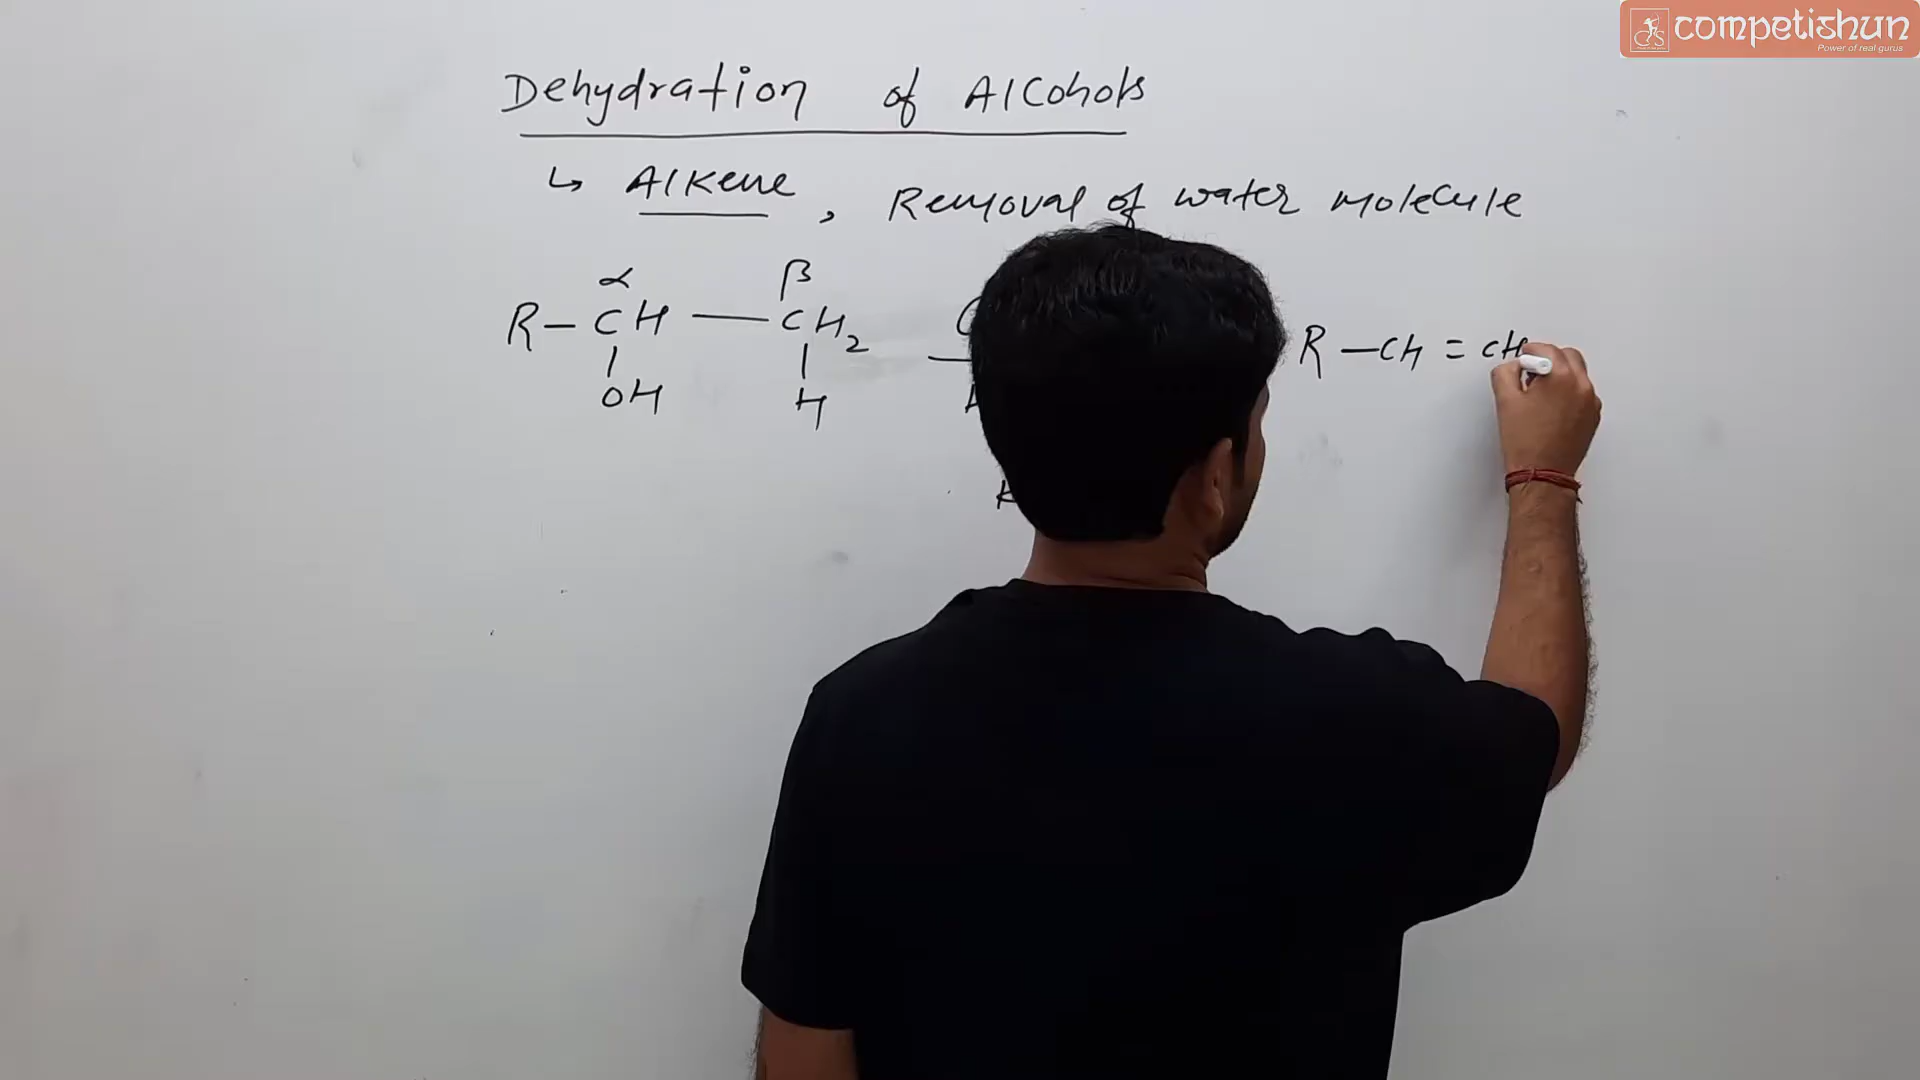 competishun
Power of real gurus
Dehydration of Alcohols
↳ Alkene, Removal of water molecule
α β
R–CH — CH2 R–CH=CH
OH H